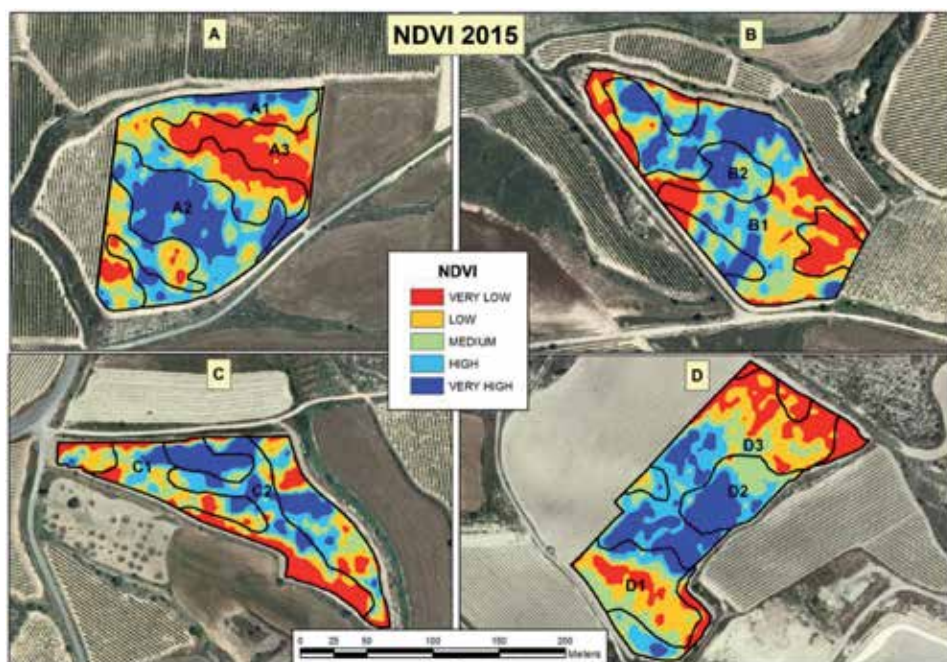 NDVI 2015
A
A1
A3
A2
B
B2
B1
NDVI
VERY LOW
LOW
MEDIUM
HIGH
VERY HIGH
C
C1
C2
D
D3
D2
D1
0 25 50 100 150 200
Meters